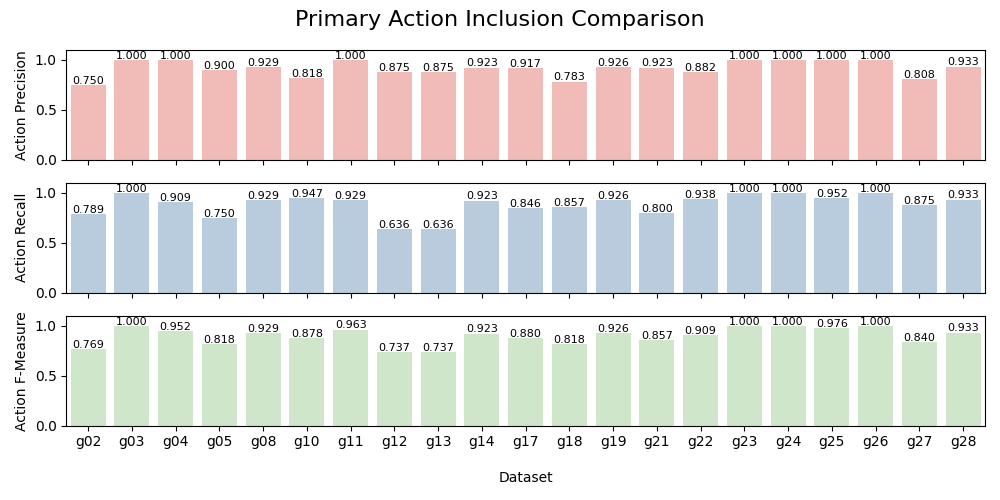 Primary Action Inclusion Comparison
Action Precision
1.0
0.5
0.0
0.750 1.000 1.000 0.900 0.929 0.818 1.000 0.875 0.875 0.923 0.917 0.783 0.926 0.923 0.882 1.000 1.000 1.000 1.000 0.808 0.933
Action Recall
1.0
0.5
0.0
0.789 1.000 0.909 0.750 0.929 0.947 0.929 0.636 0.636 0.923 0.846 0.857 0.926 0.800 0.938 1.000 1.000 0.952 1.000 0.875 0.933
Action F-Measure
1.0
0.5
0.0
0.769 1.000 0.952 0.818 0.929 0.878 0.963 0.737 0.737 0.923 0.880 0.818 0.926 0.857 0.909 1.000 1.000 0.976 1.000 0.840 0.933
g02 g03 g04 g05 g08 g10 g11 g12 g13 g14 g17 g18 g19 g21 g22 g23 g24 g25 g26 g27 g28
Dataset